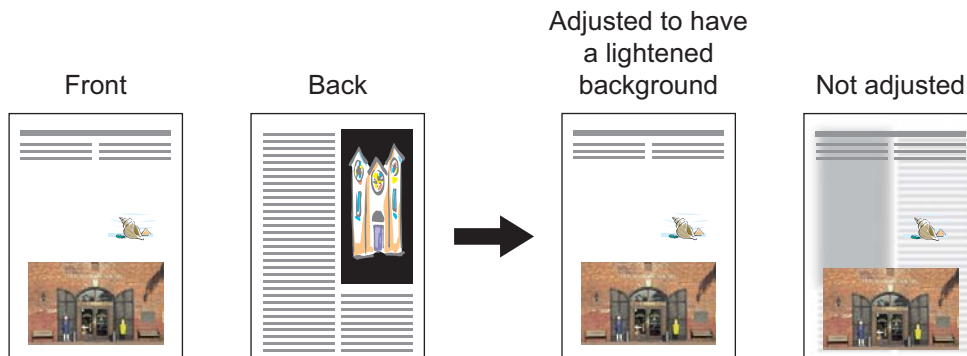 Front
Back
Adjusted to have
a lightened
background
Not adjusted